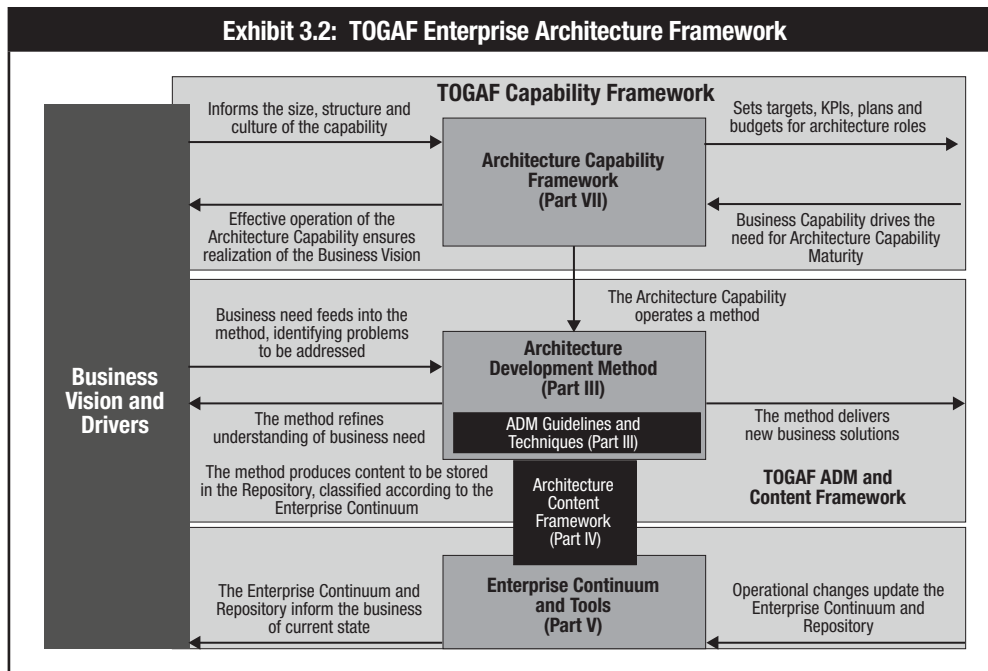 Exhibit 3.2: TOGAF Enterprise Architecture Framework
TOGAF Capability Framework
Informs the size, structure and
culture of the capability
Sets targets, KPIs, plans and
budgets for architecture roles
Architecture Capability
Framework
(Part VII)
Effective operation of the
Architecture Capability ensures
realization of the Business Vision
Business Capability drives the
need for Architecture Capability
Maturity
The Architecture Capability
operates a method
Business need feeds into the
method, identifying problems
to be addressed
Architecture
Development Method
(Part III)
Business
Vision and
Drivers
ADM Guidelines and
Techniques (Part III)
The method refines
understanding of business need
The method delivers
new business solutions
The method produces content to be stored
in the Repository, classified according to the
Enterprise Continuum
Architecture
Content
Framework
(Part IV)
TOGAF ADM and
Content Framework
The Enterprise Continuum and
Repository inform the business
of current state
Enterprise Continuum
and Tools
(Part V)
Operational changes update the
Enterprise Continuum and
Repository